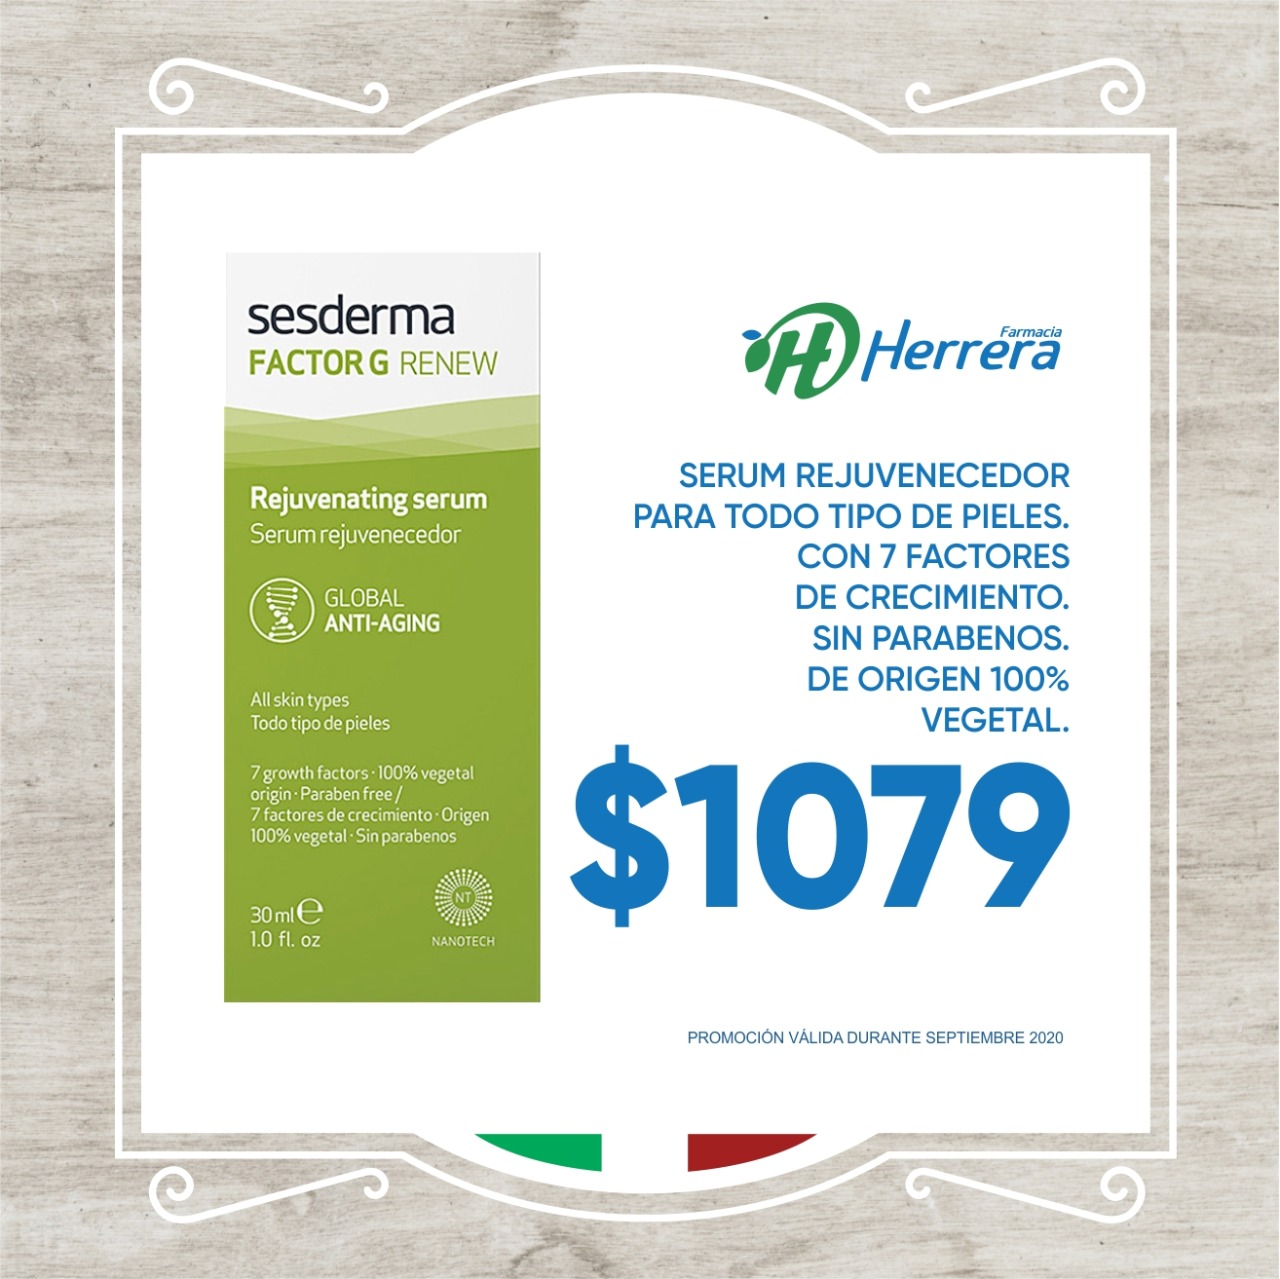 sesderma
FACTOR G RENEW
Rejuvenating serum
Serum rejuvenecedor
GLOBAL
ANTI-AGING
All skin types
Todo tipo de pieles
7 growth factors · 100% vegetal
origin · Paraben free /
7 factores de crecimiento · Origen
100% vegetal · Sin parabenos
30 ml e
1.0 fl. oz
NT
NANOTECH
H
Farmacia
Herrera
SERUM REJUVENECEDOR
PARA TODO TIPO DE PIELES.
CON 7 FACTORES
DE CRECIMIENTO.
SIN PARABENOS.
DE ORIGEN 100%
VEGETAL.
$1079
PROMOCIÓN VÁLIDA DURANTE SEPTIEMBRE 2020